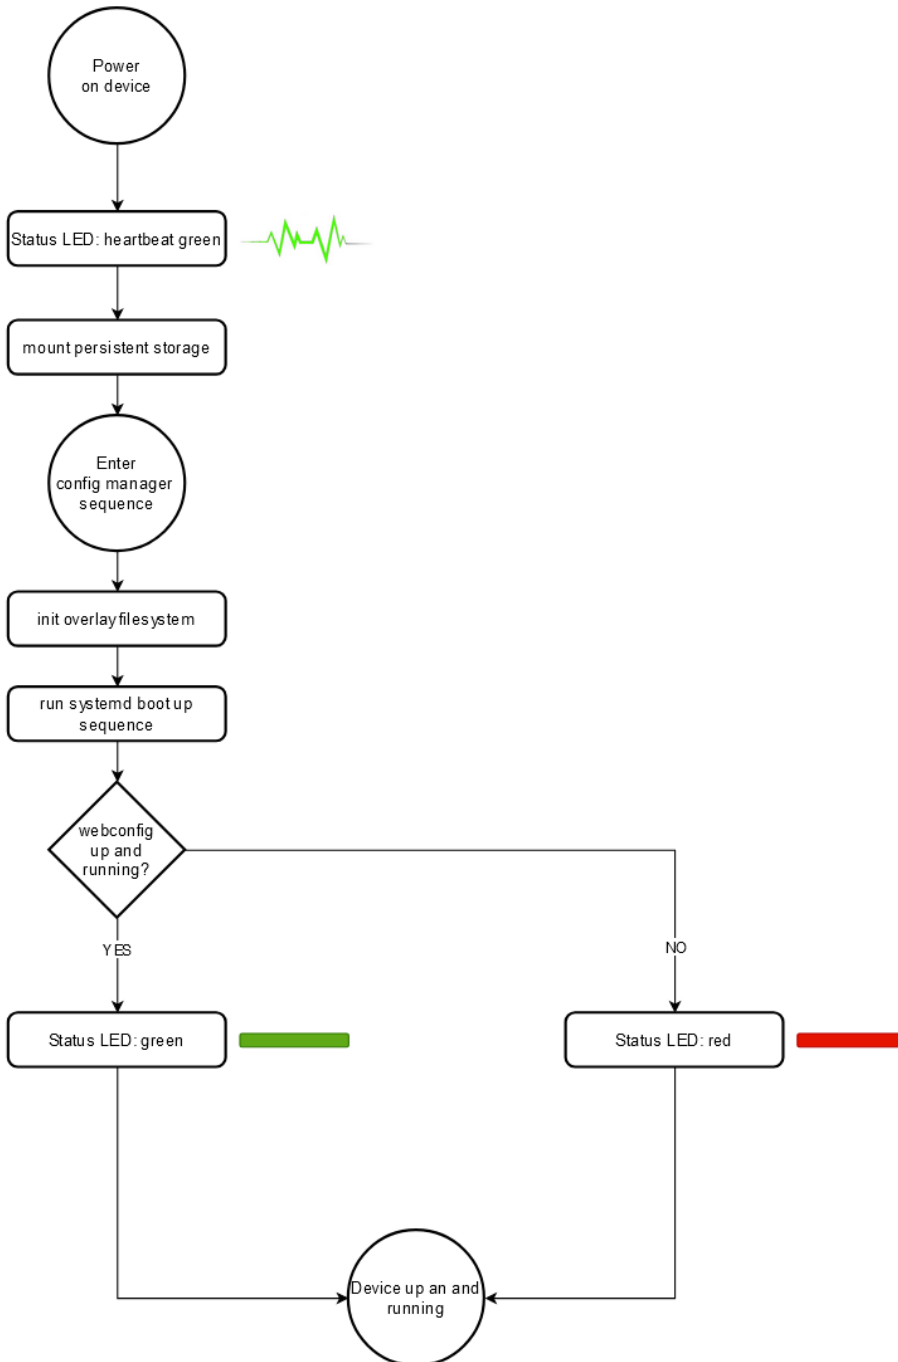 Power
on device
Status LED: heartbeat green
mount persistent storage
Enter
config manager
sequence
init overlayfilesystem
run systemd boot up
sequence
webconfig
up and
running?
YES
NO
Status LED: green
Status LED: red
Device up an and
running